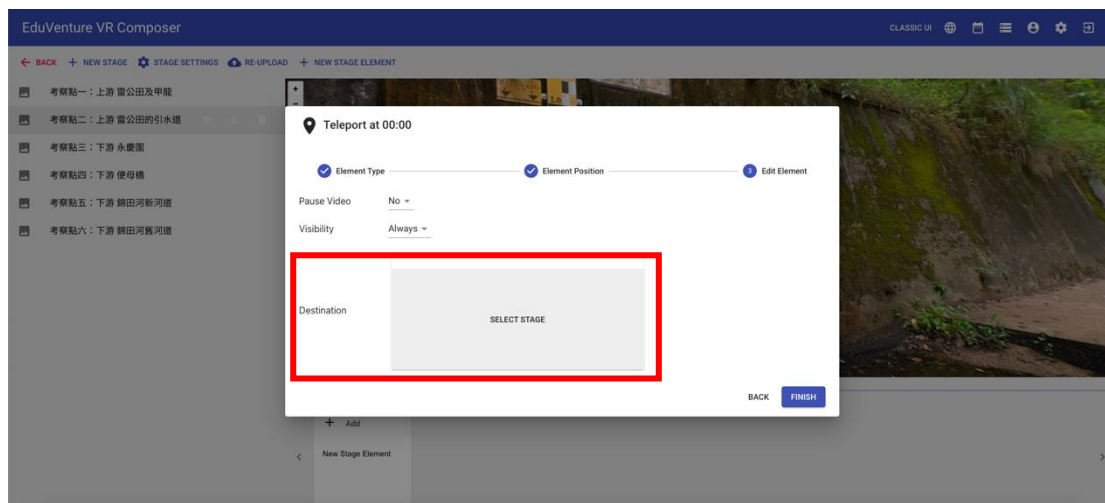 EduVenture VR Composer
CLASSIC UI
BACK + NEW STAGE STAGE SETTINGS RE-UPLOAD + NEW STAGE ELEMENT
考察點一：上游 雷公田及甲龍
考察點二：上游 雷公田的引水道
考察點三：下游 永慶圍
考察點四：下游 便母橋
考察點五：下游 錦田河新河道
考察點六：下游 錦田河舊河道
Teleport at 00:00
Element Type
Element Position
3 Edit Element
Pause Video No
Visibility Always
Destination
SELECT STAGE
BACK FINISH
+ Add
New Stage Element